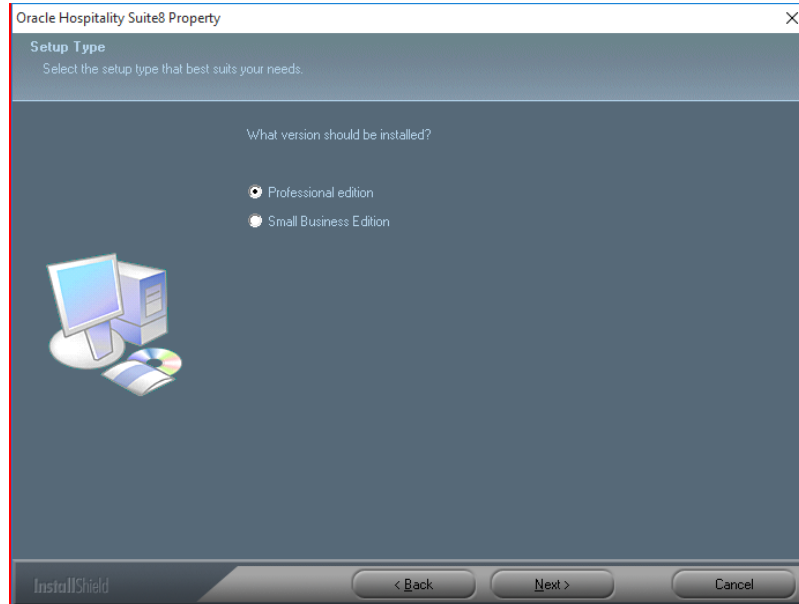 Oracle Hospitality Suite8 Property
Setup Type
Select the setup type that best suits your needs.
What version should be installed?
Professional edition
Small Business Edition
InstallShield
< Back
Next >
Cancel